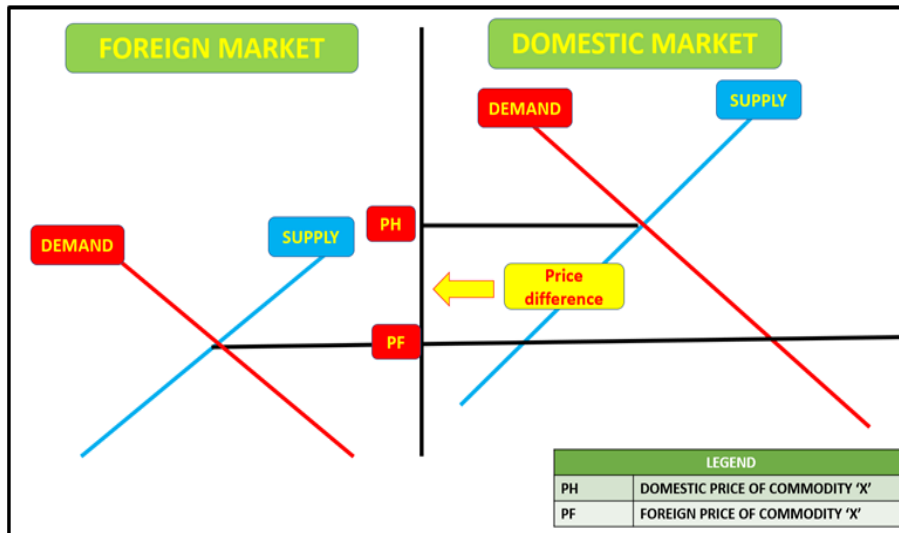 FOREIGN MARKET
DOMESTIC MARKET
DEMAND
SUPPLY
DEMAND
SUPPLY
PH
Price
difference
PF
LEGEND
PH DOMESTIC PRICE OF COMMODITY ‘X’
PF FOREIGN PRICE OF COMMODITY ‘X’